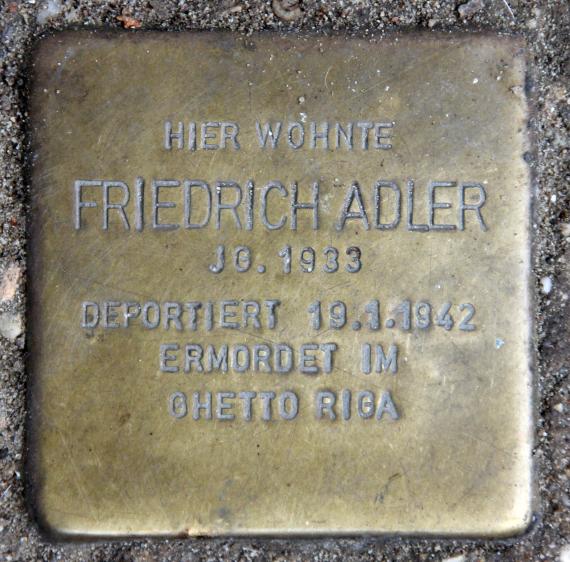 HIER WOHNTE
FRIEDRICH ADLER
JG. 1933
DEPORTIERT 19.1.1942
ERMORDET IM
GHETTO RIGA